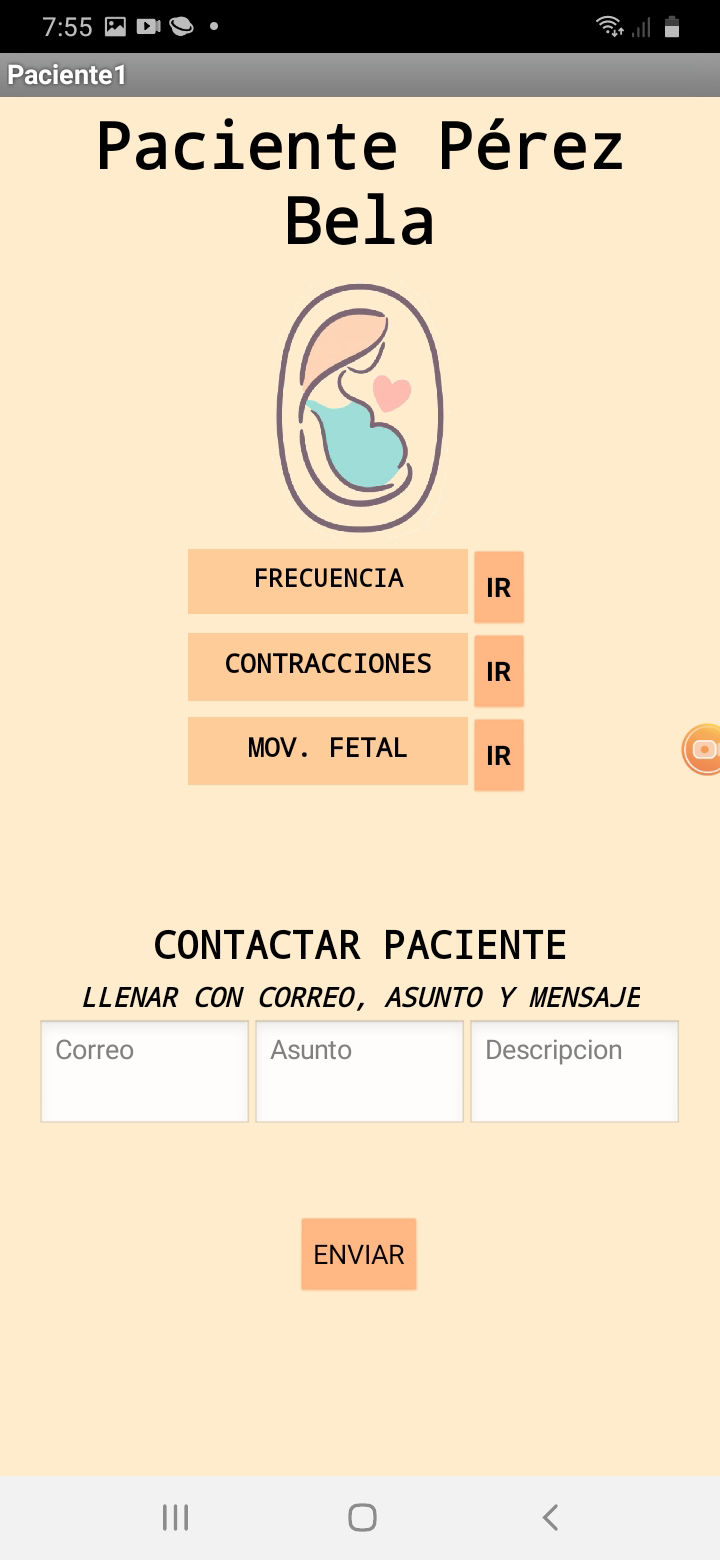 7:55
Paciente1
Paciente Pérez
Bela
FRECUENCIA IR
CONTRACCIONES IR
MOV. FETAL IR
CONTACTAR PACIENTE
LLENAR CON CORREO, ASUNTO Y MENSAJE
Correo Asunto Descripcion
ENVIAR